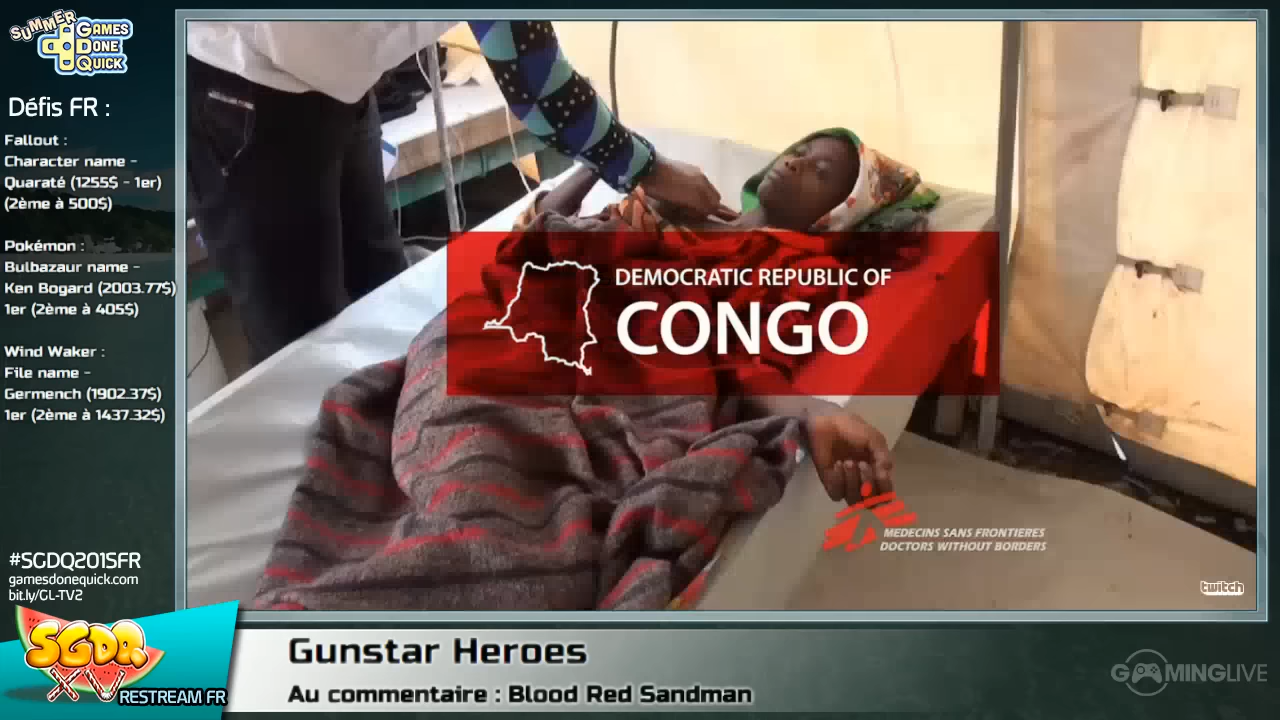 SUMMER
GAMES
DONE
QUICK
Défis FR :
Fallout :
Character name -
Quaraté (1255$ - 1er)
(2ème à 500$)
Pokémon :
Bulbazaur name -
Ken Bogard (2003.77$)
1er (2ème à 405$)
Wind Waker :
File name -
Germench (1902.37$)
1er (2ème à 1437.32$)
#SGDQ2015FR
gamesdonequick.com
bit.ly/GL-TV2
SGDQ
RESTREAM FR
DEMOCRATIC REPUBLIC OF
CONGO
MEDECINS SANS FRONTIERES
DOCTORS WITHOUT BORDERS
twitch
Gunstar Heroes
Au commentaire : Blood Red Sandman
GAMINGLIVE